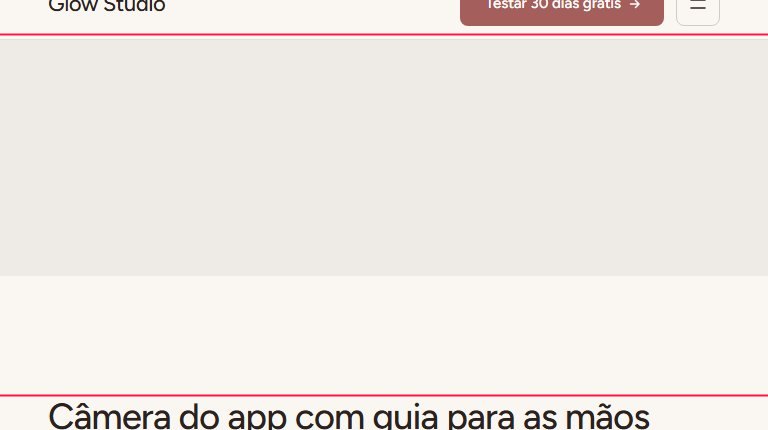 Glow Studio
Testar 30 dias grátis →
Câmera do app com guia para as mãos